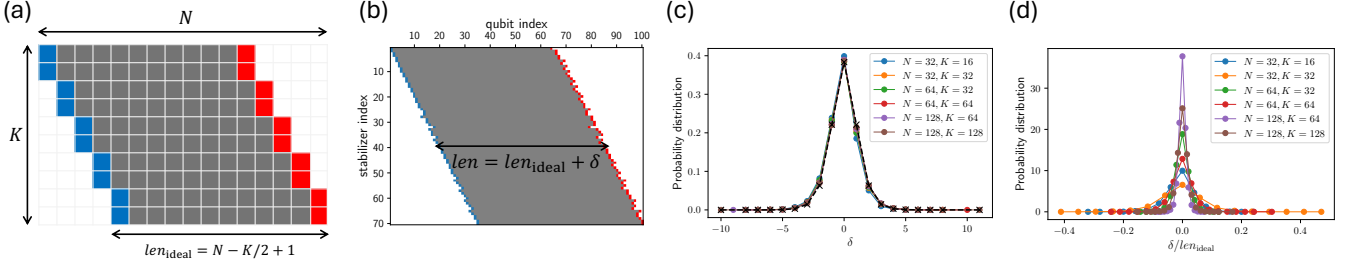 (a)
N
K
len_ideal = N − K/2 + 1
(b)
qubit index
10 20 30 40 50 60 70 80 90 100
stabilizer index
10
20
30
40
50
60
70
len = len_ideal + δ
(c)
Probability distribution
0.4
0.3
0.2
0.1
0.0
−10 −5 0 5 10
δ
N = 32, K = 16
N = 32, K = 32
N = 64, K = 32
N = 64, K = 64
N = 128, K = 64
N = 128, K = 128
(d)
Probability distribution
30
20
10
0
−0.4 −0.2 0.0 0.2 0.4
δ/len_ideal
N = 32, K = 16
N = 32, K = 32
N = 64, K = 32
N = 64, K = 64
N = 128, K = 64
N = 128, K = 128